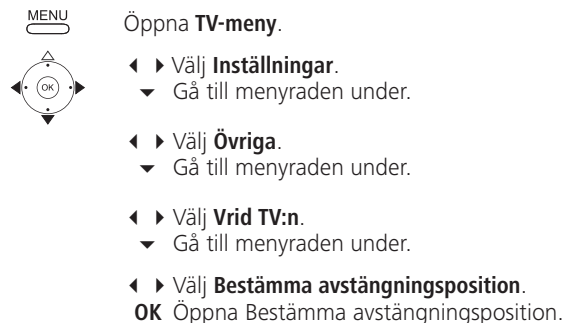 MENU Öppna TV-meny.
OK
Välj Inställningar.
Gå till menyraden under.
Välj Övriga.
Gå till menyraden under.
Välj Vrid TV:n.
Gå till menyraden under.
Välj Bestämma avstängningsposition.
OK Öppna Bestämma avstängningsposition.